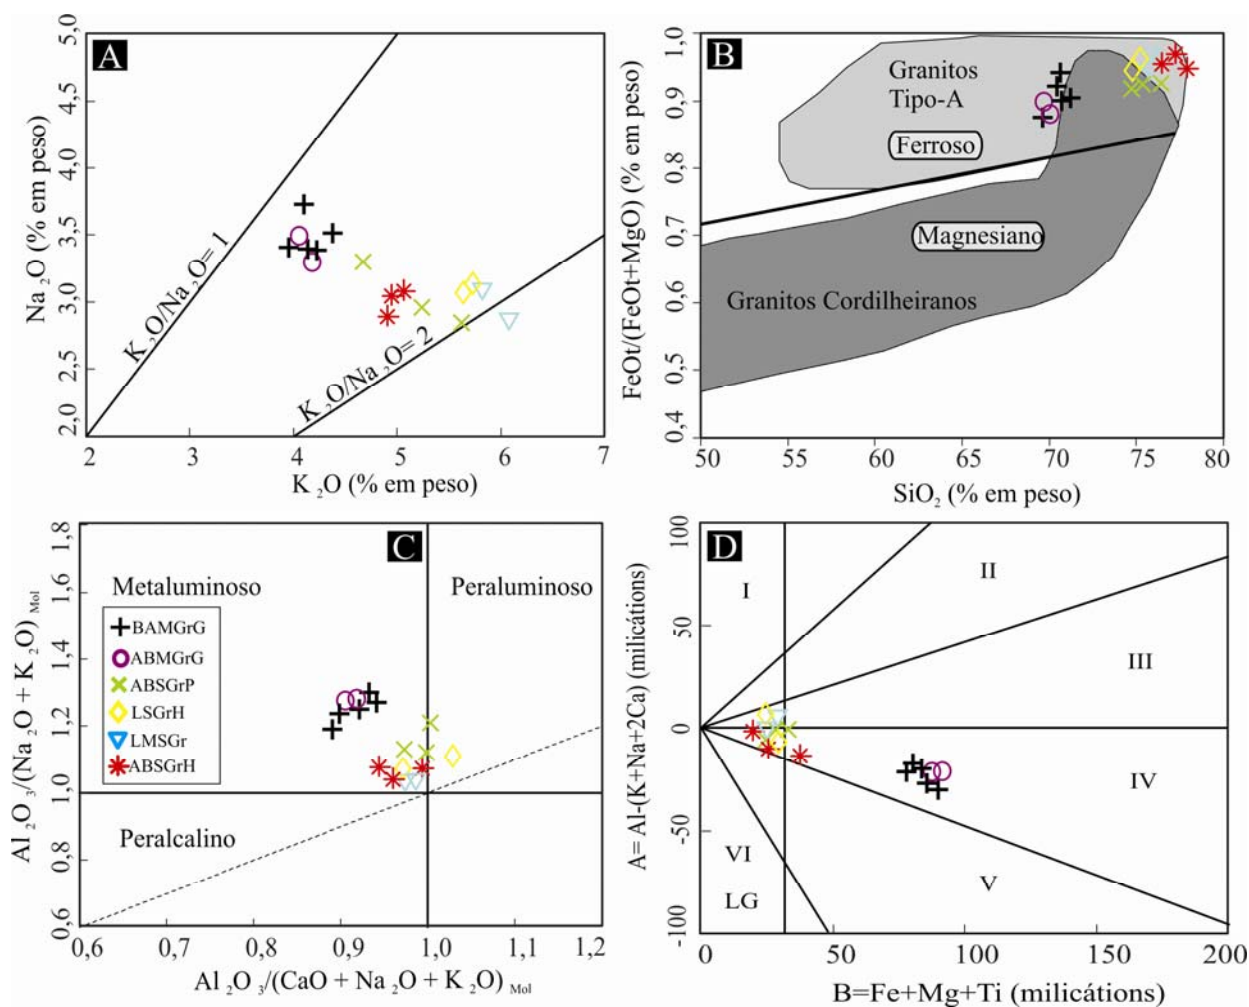 A
5,0
4,5
4,0
3,5
3,0
2,5
2,0
Na₂O (% em peso)
K₂O/Na₂O= 1
K₂O/Na₂O= 2
2
3
4
5
6
7
K₂O (% em peso)
B
1,0
0,9
0,8
0,7
0,6
0,5
0,4
FeOt/(FeOt+MgO) (% em peso)
Granitos
Tipo-A
Ferroso
Magnesiano
Granitos Cordilheiranos
50
55
60
65
70
75
80
SiO₂ (% em peso)
C
1,8
1,6
1,4
1,2
1,0
0,8
0,6
Al₂O₃/(Na₂O + K₂O) Mol
Metaluminoso
Peraluminoso
BAMGrG
ABMGrG
ABSGrP
LSGrH
LMSGr
ABSGrH
Peralcalino
0,6
0,7
0,8
0,9
1,0
1,1
1,2
Al₂O₃/(CaO + Na₂O + K₂O) Mol
D
100
50
0
-50
-100
A= Al-(K+Na+2Ca) (milicátions)
I
II
III
IV
V
VI
LG
0
50
100
150
200
B=Fe+Mg+Ti (milicátions)